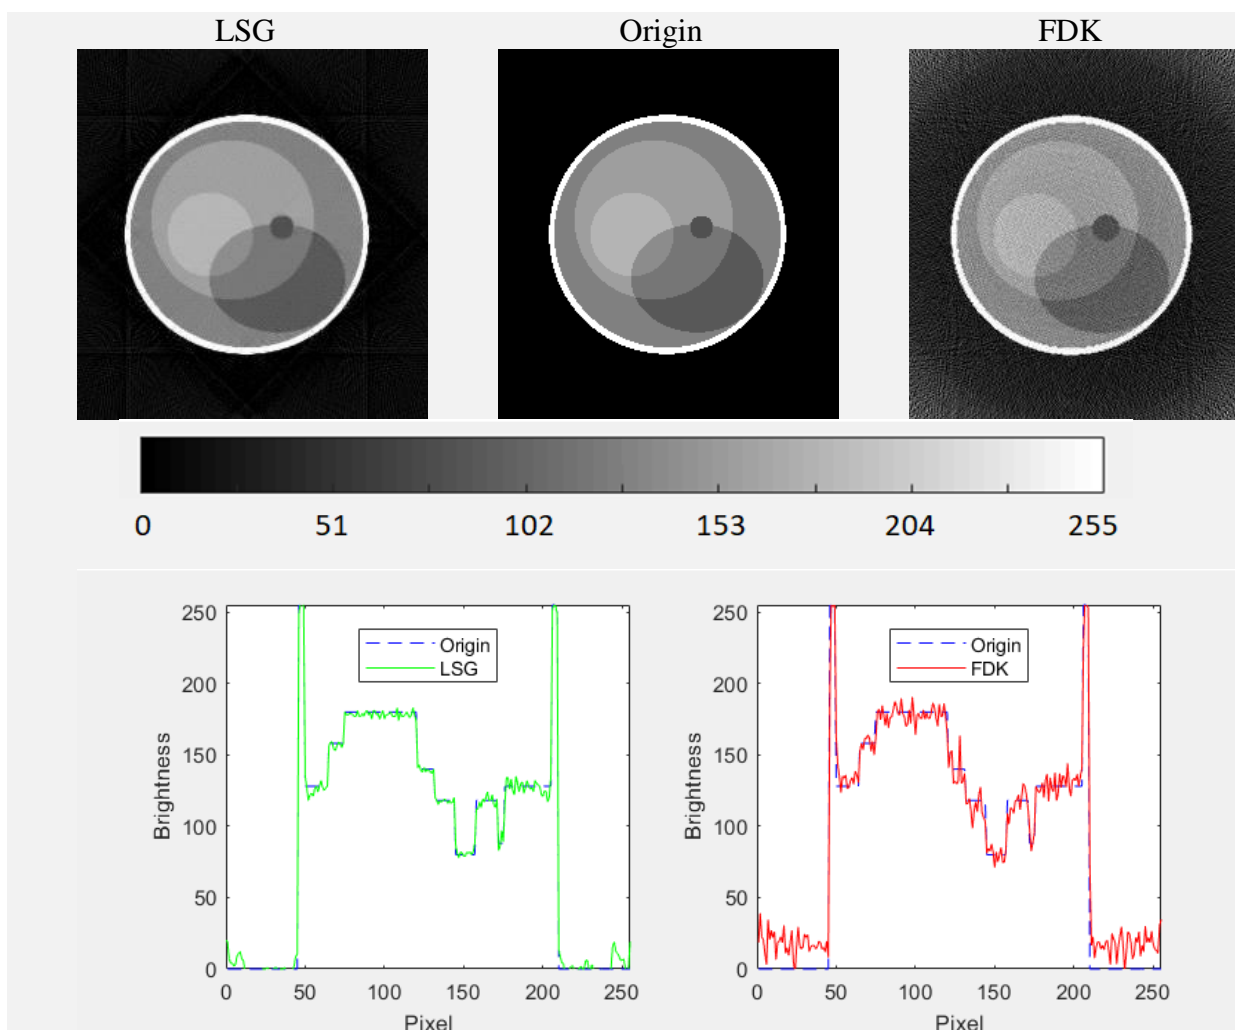 LSG Origin FDK
0 51 102 153 204 255
250 250
Origin Origin
LSG FDK
200 200
150 150
Brightness Brightness
100 100
50 50
0 0
0 50 100 150 200 250 0 50 100 150 200 250
Pixel Pixel